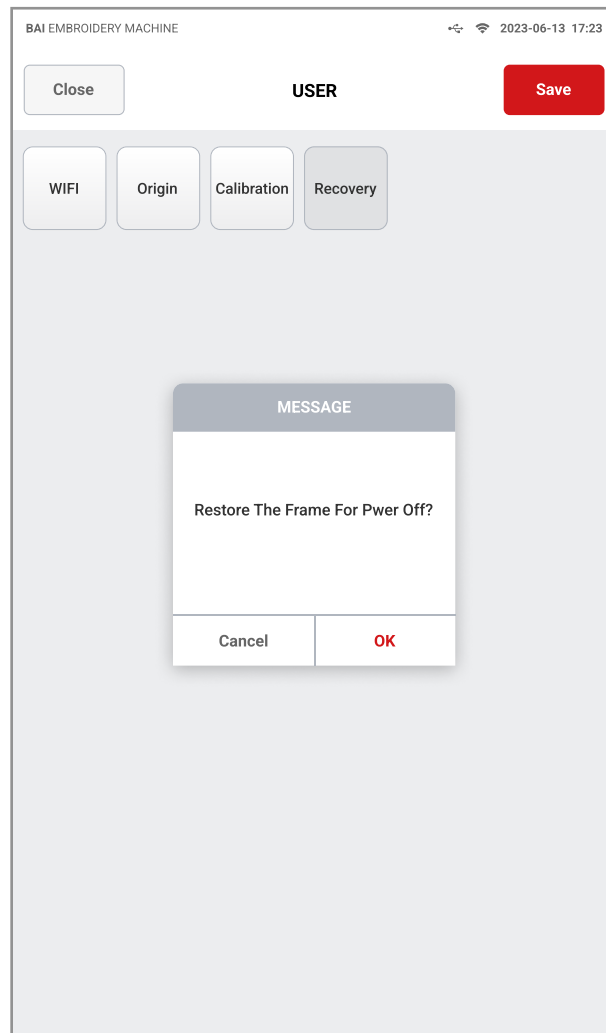 BAI EMBROIDERY MACHINE 2023-06-13 17:23
Close USER Save
WIFI Origin Calibration Recovery
MESSAGE
Restore The Frame For Pwer Off?
Cancel OK